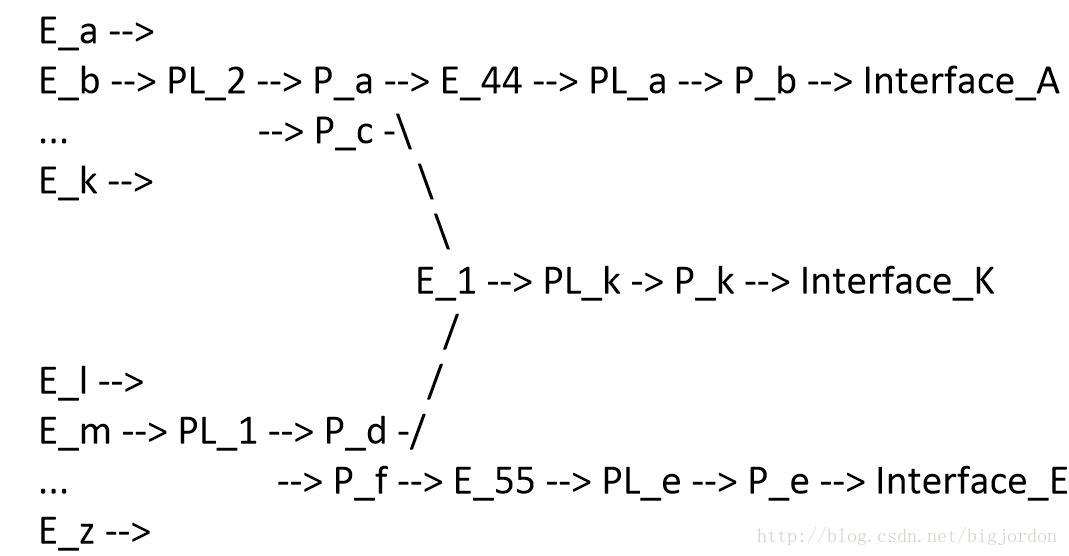 E_a -->
E_b --> PL_2 --> P_a --> E_44 --> PL_a --> P_b --> Interface_A
... --> P_c -\
E_k --> \
\
E_1 --> PL_k -> P_k --> Interface_K
/
E_l --> /
E_m --> PL_1 --> P_d -/
... --> P_f --> E_55 --> PL_e --> P_e --> Interface_E
E_z -->
http://blog.csdn.net/bigjordon